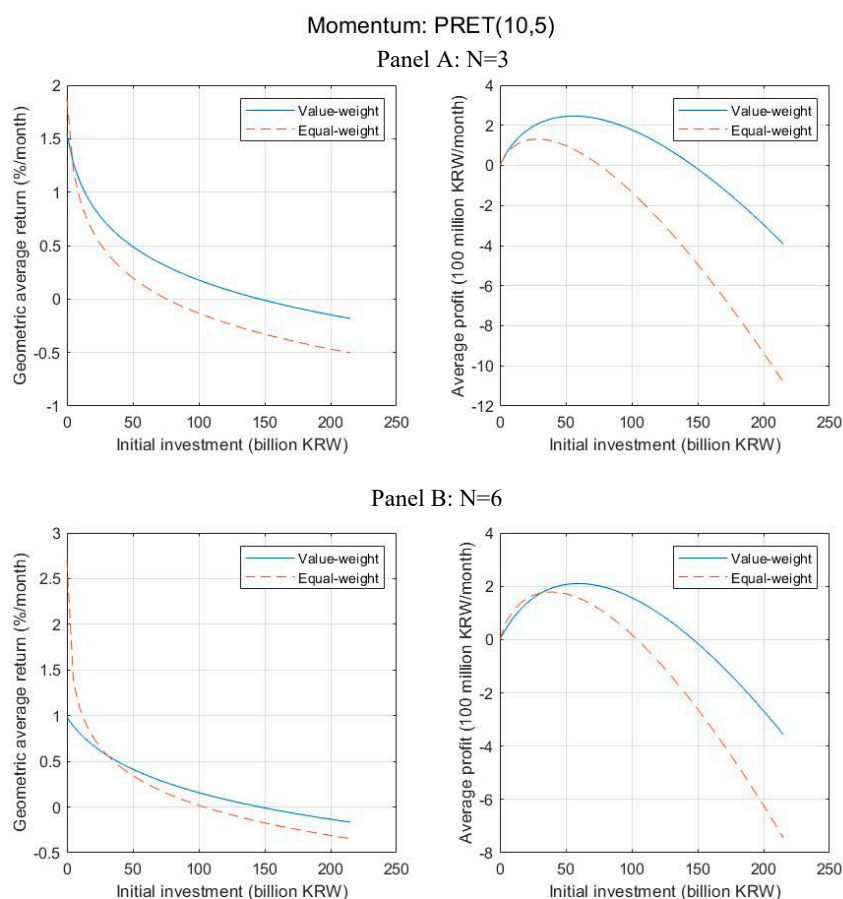 Momentum: PRET(10,5)
Panel A: N=3
Geometric average return (%/month)
2
1.5
1
0.5
0
-0.5
-1
Value-weight
Equal-weight
0 50 100 150 200 250
Initial investment (billion KRW)
Average profit (100 million KRW/month)
4
2
0
-2
-4
-6
-8
-10
-12
Value-weight
Equal-weight
0 50 100 150 200 250
Initial investment (billion KRW)
Panel B: N=6
Geometric average return (%/month)
3
2.5
2
1.5
1
0.5
0
-0.5
Value-weight
Equal-weight
0 50 100 150 200 250
Initial investment (billion KRW)
Average profit (100 million KRW/month)
4
2
0
-2
-4
-6
-8
Value-weight
Equal-weight
0 50 100 150 200 250
Initial investment (billion KRW)